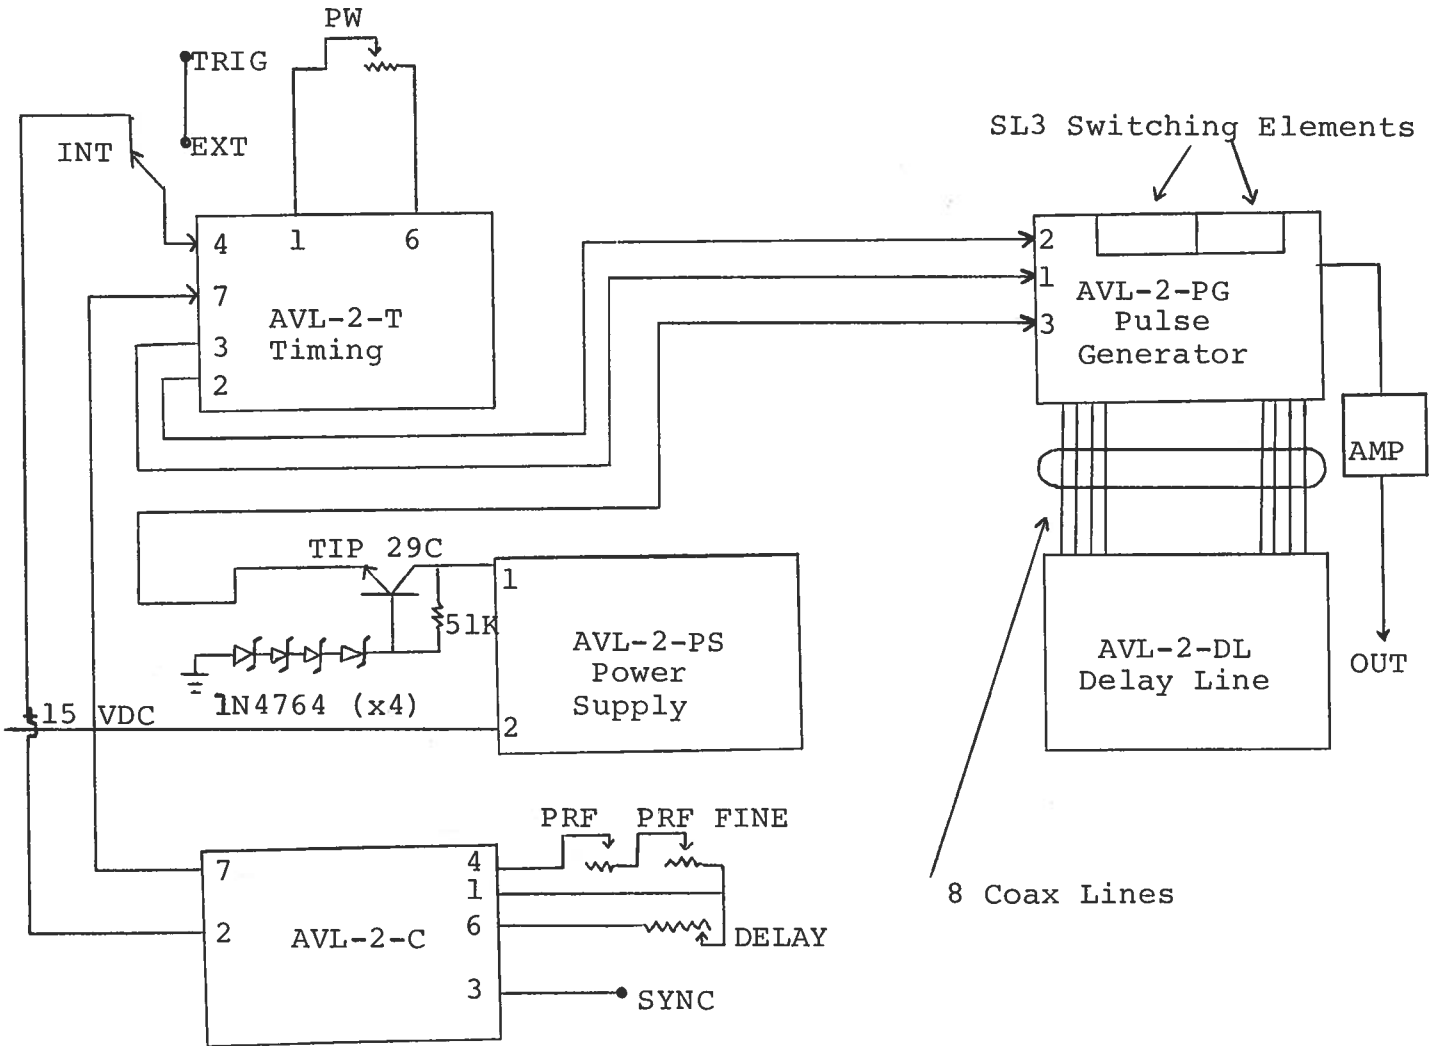 PW
TRIG
EXT
INT
4
1
6
7
AVL-2-T
Timing
3
2
SL3 Switching Elements
2
1
3
AVL-2-PG
Pulse
Generator
AMP
OUT
TIP 29C
51K
1N4764 (x4)
1
AVL-2-PS
Power
Supply
2
+15 VDC
AVL-2-DL
Delay Line
8 Coax Lines
PRF
PRF FINE
7
2
AVL-2-C
4
1
6
3
DELAY
SYNC